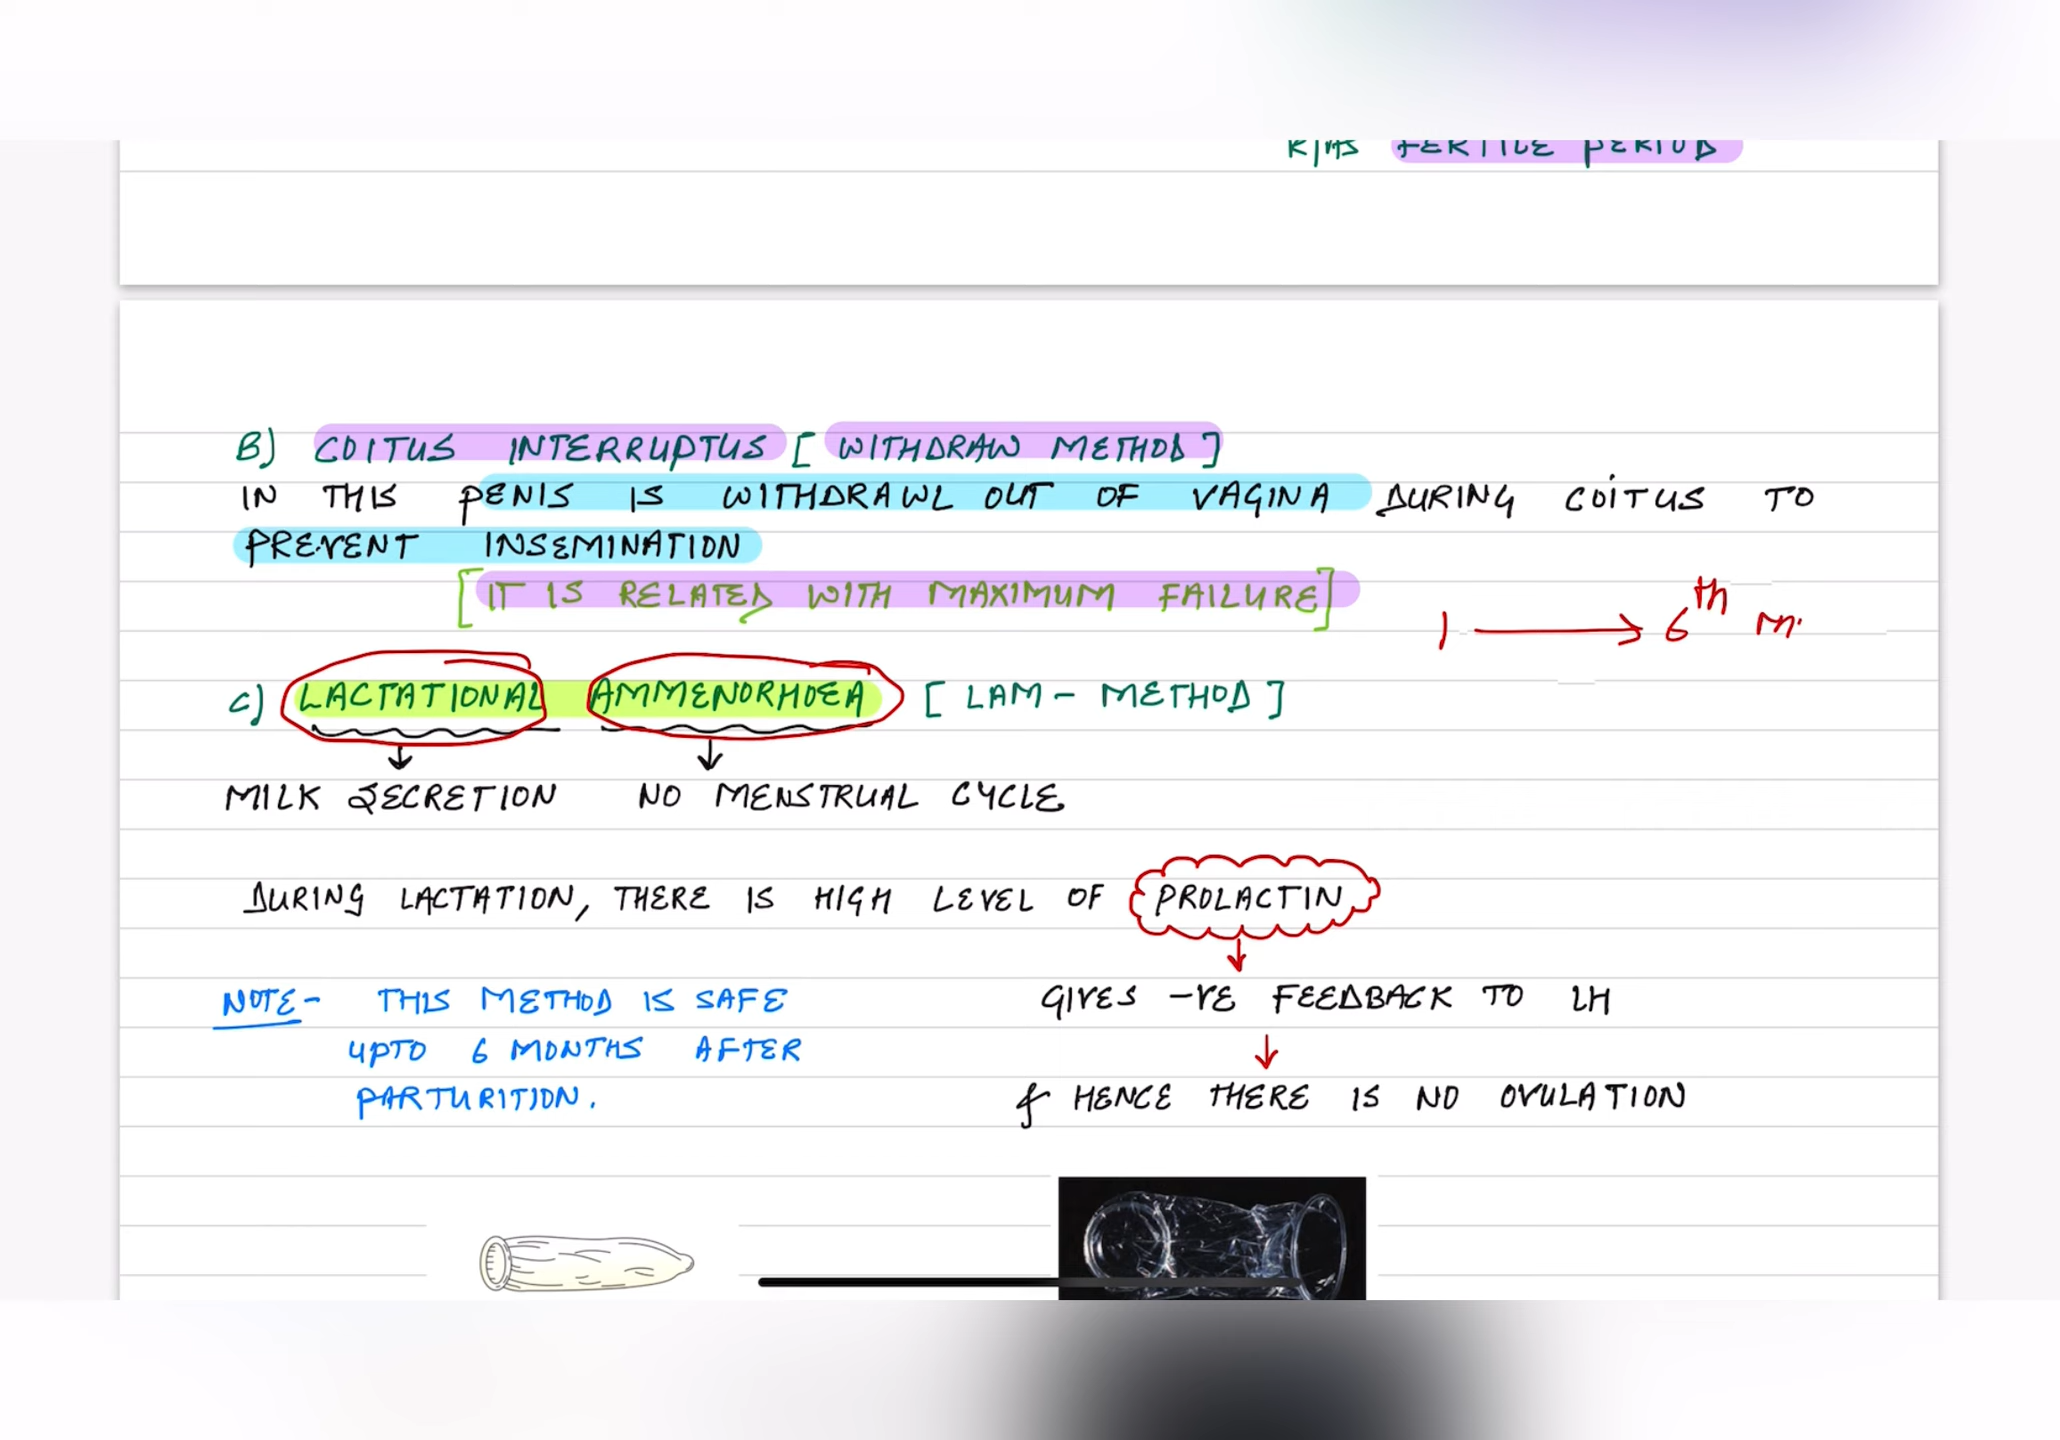 K/AS FERTILE PERIOD
B) COITUS INTERRUPTUS [ WITHDRAW METHOD ]
IN THIS PENIS IS WITHDRAWL OUT OF VAGINA DURING COITUS TO
PREVENT INSEMINATION
[IT IS RELATED WITH MAXIMUM FAILURE]
1 → 6th m.
C) LACTATIONAL AMMENORHOEA [ LAM - METHOD ]
MILK SECRETION NO MENSTRUAL CYCLE
DURING LACTATION, THERE IS HIGH LEVEL OF PROLACTIN
NOTE- THIS METHOD IS SAFE
UPTO 6 MONTHS AFTER
PARTURITION.
GIVES -VE FEEDBACK TO LH
& HENCE THERE IS NO OVULATION